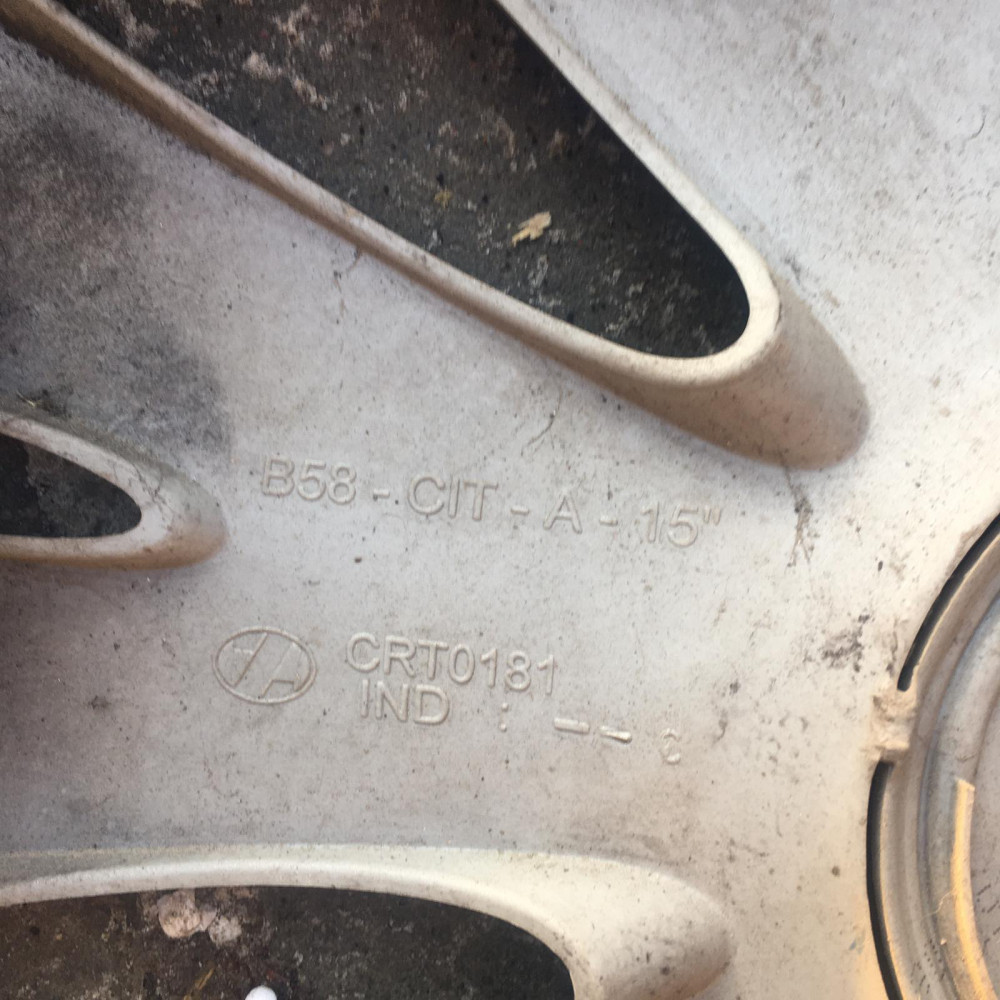 B58 - CIT - A - 15"
CRT0181
IND : -- C